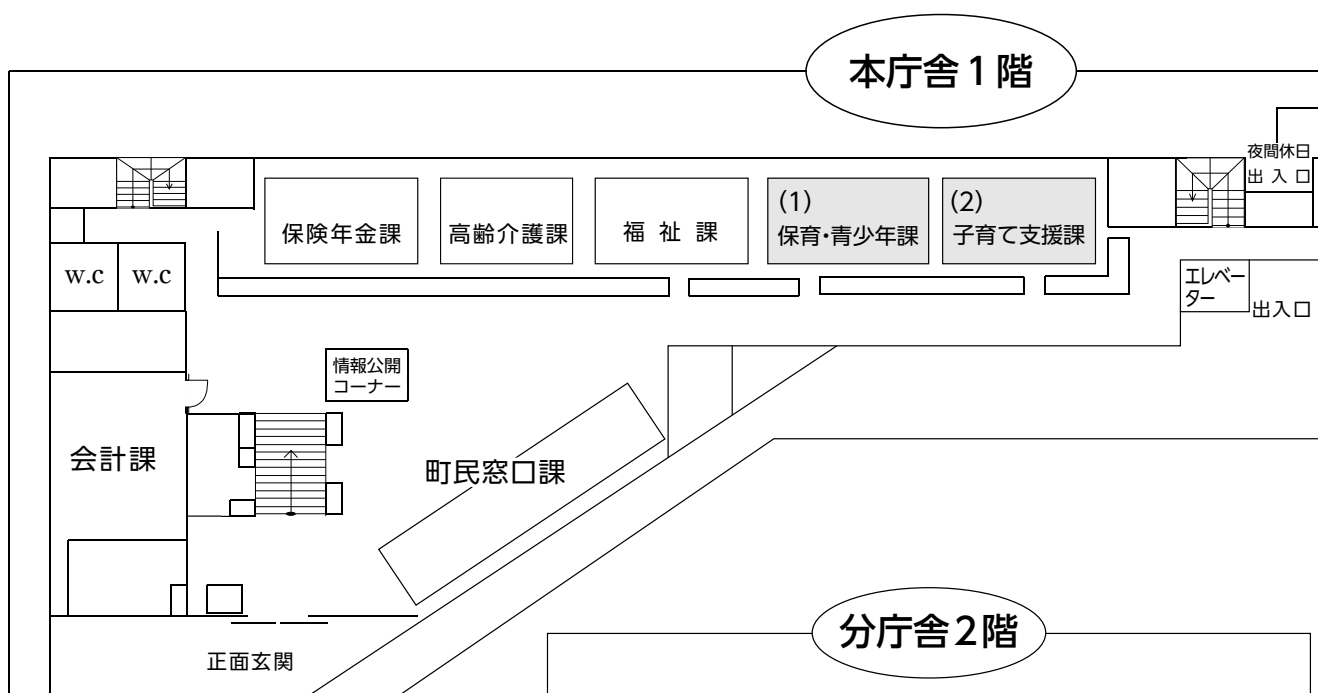 本庁舎1階
夜間休日
出入口
(1)
(2)
保険年金課
高齢介護課
福祉課
保育・青少年課
子育て支援課
w.c
w.c
エレベー
ター
出入口
情報公開
コーナー
会計課
町民窓口課
分庁舎2階
正面玄関